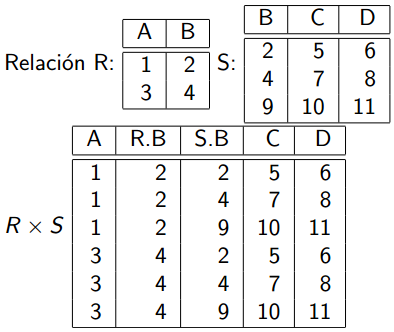 Relación R:
A B
1 2
3 4
S:
B C D
2 5 6
4 7 8
9 10 11
R × S
A R.B S.B C D
1 2 2 5 6
1 2 4 7 8
1 2 9 10 11
3 4 2 5 6
3 4 4 7 8
3 4 9 10 11